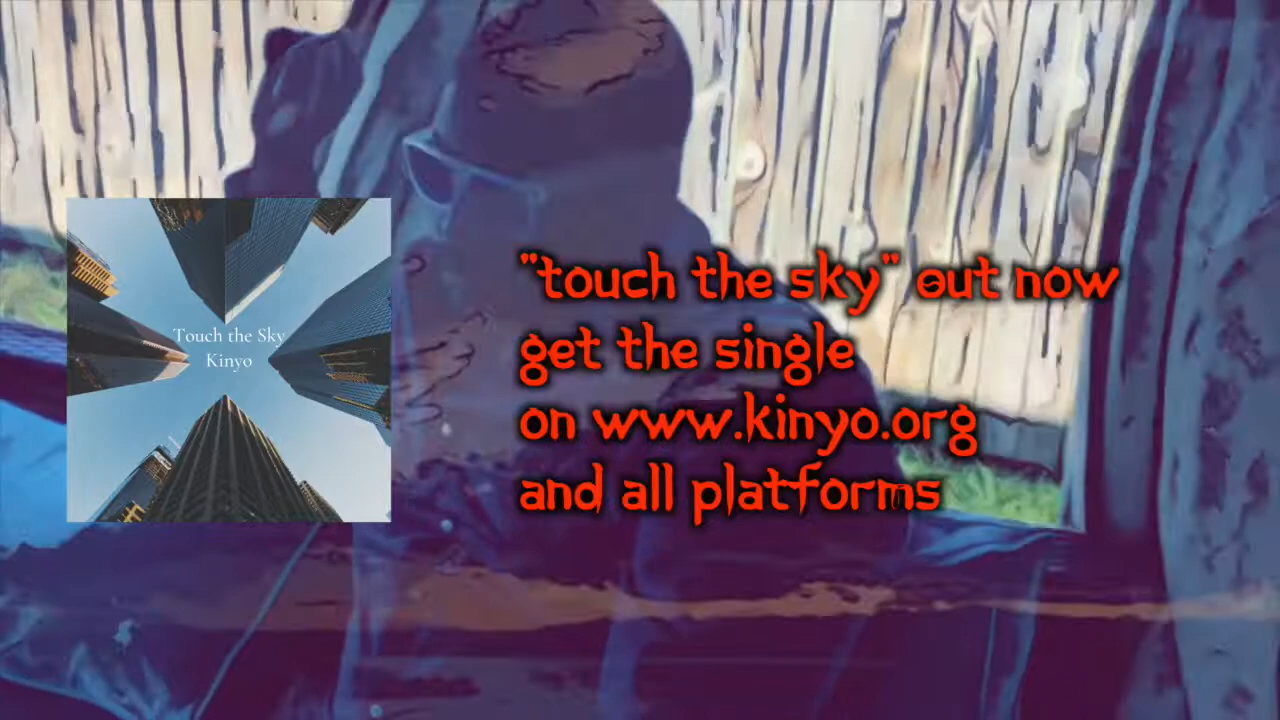 Touch the Sky
Kinyo
"touch the sky" out now
get the single
on www.kinyo.org
and all platforms